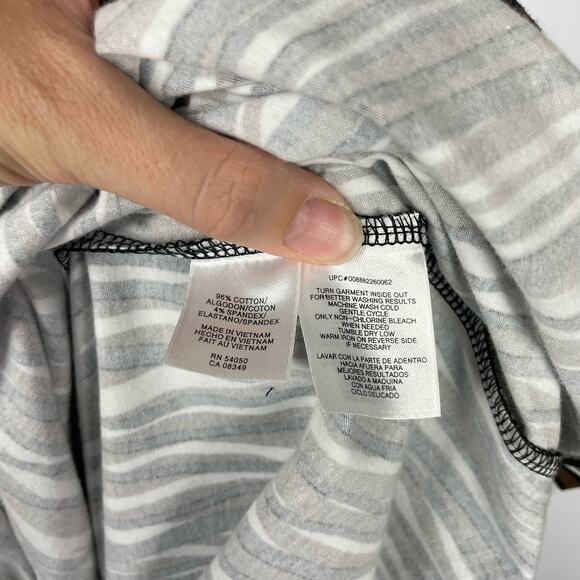 96% COTTON/
ALGODON/COTON
4% SPANDEX/
ELASTANO/SPANDEX
MADE IN VIETNAM
HECHO EN VIETNAM
FAIT AU VIETNAM
RN 54050
CA 08349
UPC#008882260062
TURN GARMENT INSIDE OUT
FOR BETTER WASHING RESULTS
MACHINE WASH COLD
GENTLE CYCLE
ONLY NON-CHLORINE BLEACH
WHEN NEEDED
TUMBLE DRY LOW
WARM IRON ON REVERSE SIDE
IF NECESSARY
LAVAR CON LA PARTE DE ADENTRO
HACIA AFUERA PARA
MEJORES RESULTADOS
LAVADO A MAQUINA
CON AGUA FRIA
CICLO DELICADO